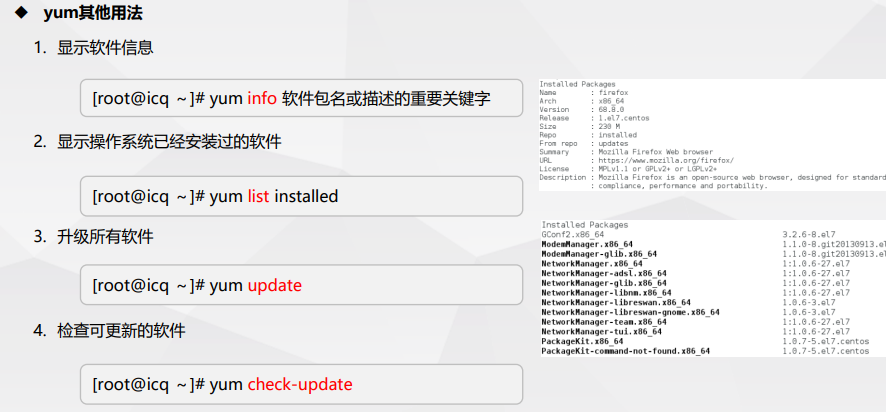 ◆ yum其他用法
1. 显示软件信息
[root@icq ~]# yum info 软件包名或描述的重要关键字
2. 显示操作系统已经安装过的软件
[root@icq ~]# yum list installed
3. 升级所有软件
[root@icq ~]# yum update
4. 检查可更新的软件
[root@icq ~]# yum check-update
Installed Packages
Name : firefox
Arch : x86_64
Version : 68.8.0
Release : 1.el7.centos
Size : 230 M
Repo : installed
From repo : updates
Summary : Mozilla Firefox Web browser
URL : https://www.mozilla.org/firefox/
License : MPLv1.1 or GPLv2+ or LGPLv2+
Description : Mozilla Firefox is an open-source web browser, designed for standard
: compliance, performance and portability.
Installed Packages
GConf2.x86_64 3.2.6-8.el7
ModemManager.x86_64 1.1.0-8.git20130913.el
ModemManager-glib.x86_64 1.1.0-8.git20130913.el
NetworkManager.x86_64 1:1.0.6-27.el7
NetworkManager-adsl.x86_64 1:1.0.6-27.el7
NetworkManager-glib.x86_64 1:1.0.6-27.el7
NetworkManager-libnm.x86_64 1:1.0.6-27.el7
NetworkManager-libreswan.x86_64 1.0.6-3.el7
NetworkManager-libreswan-gnome.x86_64 1.0.6-3.el7
NetworkManager-team.x86_64 1:1.0.6-27.el7
NetworkManager-tui.x86_64 1:1.0.6-27.el7
PackageKit.x86_64 1.0.7-5.el7.centos
PackageKit-command-not-found.x86_64 1.0.7-5.el7.centos